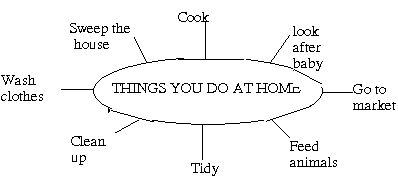 Cook
Sweep the
house
look
after
baby
Wash
clothes
THINGS YOU DO AT HOME
Go to
market
Clean
up
Feed
animals
Tidy